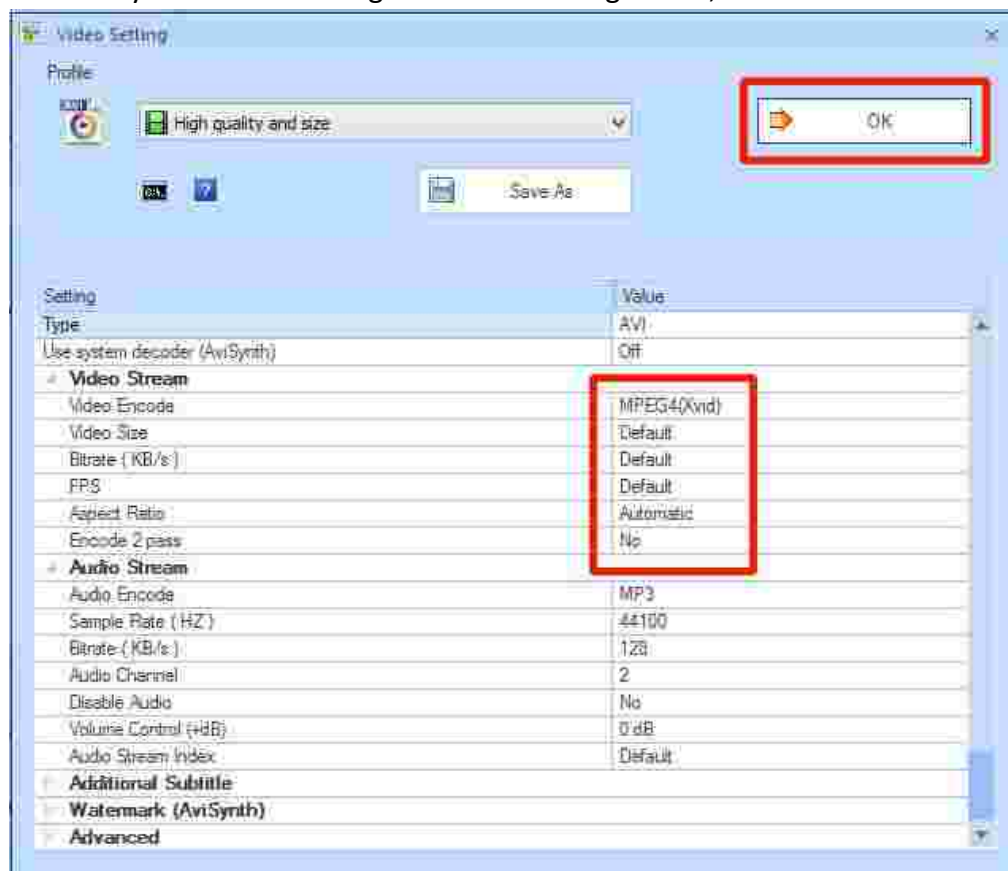 Video Setting
Profile
High quality and size
OK
Save As
Setting Value
Type AVI
Use system decoder (AviSynth) Off
Video Stream
Video Encode MPEG4(Xvid)
Video Size Default
Bitrate ( KB/s ) Default
FPS Default
Aspect Ratio Automatic
Encode 2 pass No
Audio Stream
Audio Encode MP3
Sample Rate ( HZ ) 44100
Bitrate ( KB/s ) 128
Audio Channel 2
Disable Audio No
Volume Control (+dB) 0 dB
Audio Stream Index Default
Additional Subtitle
Watermark (AviSynth)
Advanced